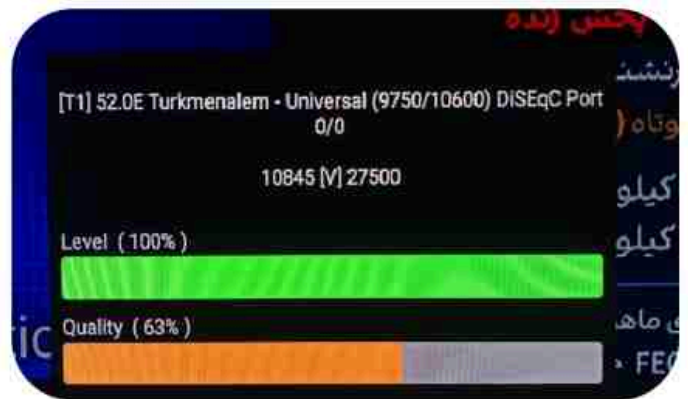 پخش زنده
[T1] 52.0E Turkmenalem - Universal (9750/10600) DiSEqC Port
0/0
10845 [V] 27500
Level ( 100% )
کیلو
کیلو
Quality ( 63% )